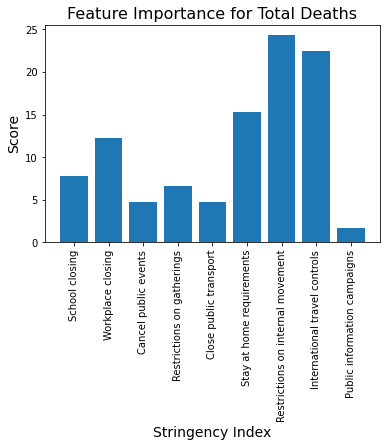 Feature Importance for Total Deaths
Score
25
20
15
10
5
0
School closing
Workplace closing
Cancel public events
Restrictions on gatherings
Close public transport
Stay at home requirements
Restrictions on internal movement
International travel controls
Public information campaigns
Stringency Index